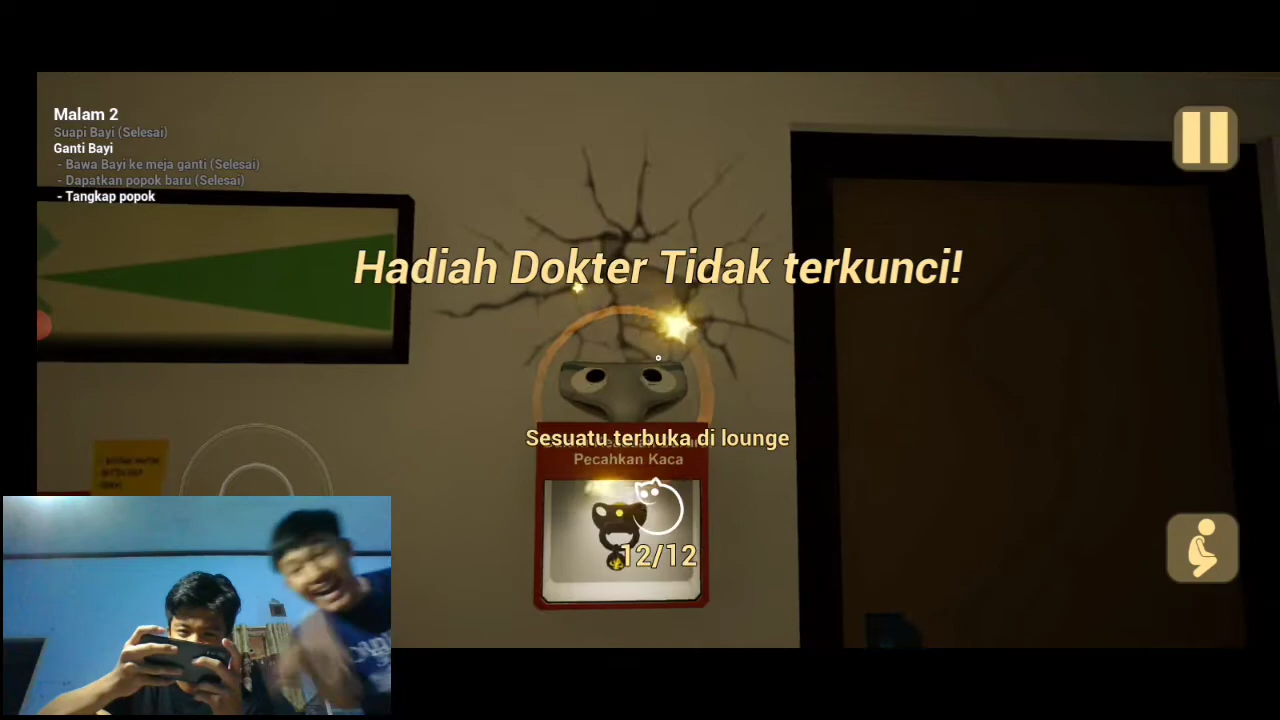 Malam 2
Suapi Bayi (Selesai)
Ganti Bayi
- Bawa Bayi ke meja ganti (Selesai)
- Dapatkan popok baru (Selesai)
- Tangkap popok
Hadiah Dokter Tidak terkunci!
Sesuatu terbuka di lounge
Pecahkan Kaca
12/12